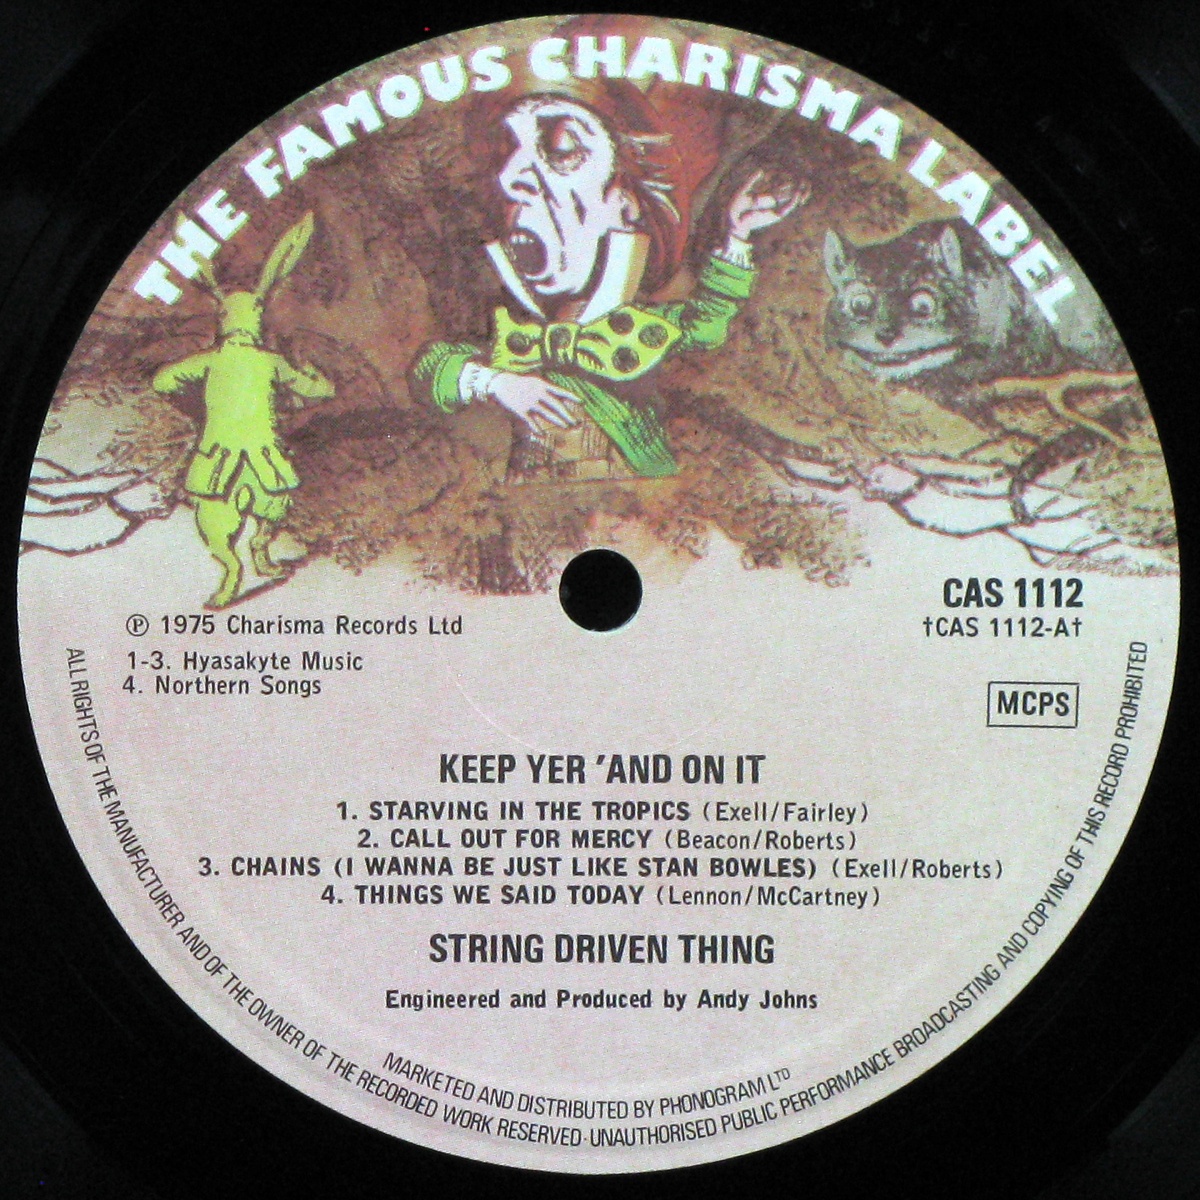 THE FAMOUS CHARISMA LABEL
Ⓟ 1975 Charisma Records Ltd
1-3. Hyasakyte Music
4. Northern Songs
CAS 1112
†CAS 1112-A†
MCPS
KEEP YER 'AND ON IT
1. STARVING IN THE TROPICS (Exell/Fairley)
2. CALL OUT FOR MERCY (Beacon/Roberts)
3. CHAINS (I WANNA BE JUST LIKE STAN BOWLES) (Exell/Roberts)
4. THINGS WE SAID TODAY (Lennon/McCartney)
STRING DRIVEN THING
Engineered and Produced by Andy Johns
MARKETED AND DISTRIBUTED BY PHONOGRAM LTD
ALL RIGHTS OF THE MANUFACTURER AND OF THE OWNER OF THE RECORDED WORK RESERVED·UNAUTHORISED PUBLIC PERFORMANCE BROADCASTING AND COPYING OF THIS RECORD PROHIBITED